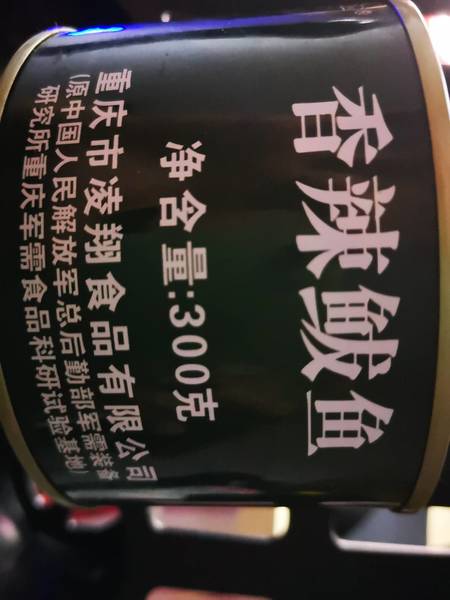 香辣鲅鱼
净含量:300克
重庆市凌翔食品有限公司
(原中国人民解放军总后勤部军需装备
研究所重庆军需食品科研试验基地)